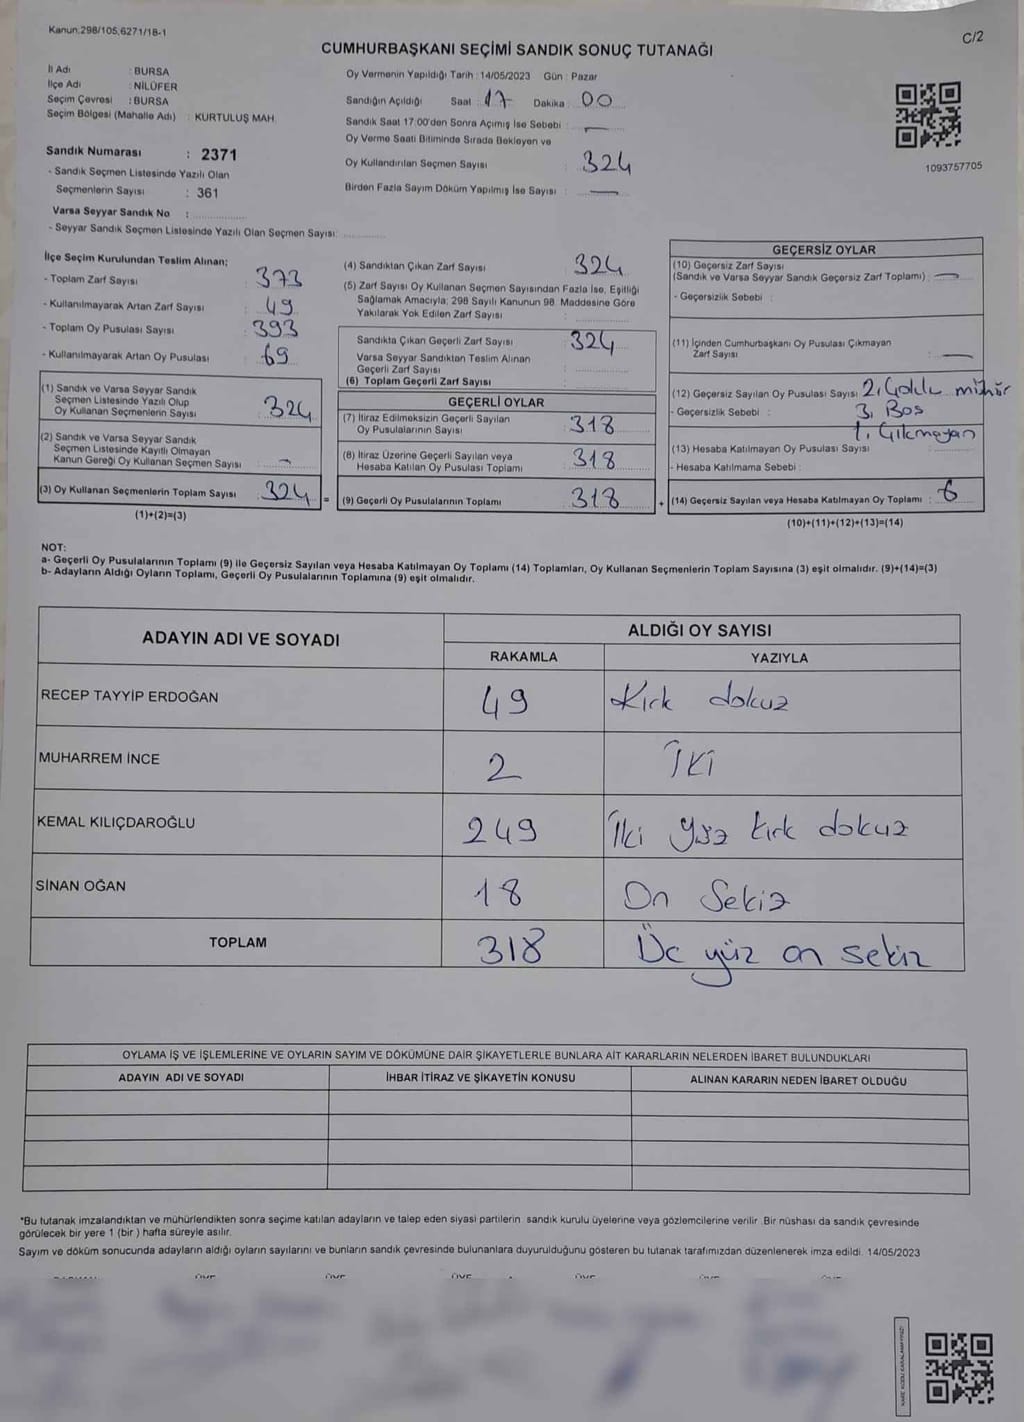 Kanun.298/105,6271/18-1
C/2
CUMHURBAŞKANI SEÇİMİ SANDIK SONUÇ TUTANAĞI
İl Adı : BURSA
İlçe Adı : NİLÜFER
Seçim Çevresi : BURSA
Seçim Bölgesi (Mahalle Adı) : KURTULUŞ MAH.
Sandık Numarası : 2371
- Sandık Seçmen Listesinde Yazılı Olan
Seçmenlerin Sayısı : 361
Varsa Seyyar Sandık No :
- Seyyar Sandık Seçmen Listesinde Yazılı Olan Seçmen Sayısı:
Oy Vermenin Yapıldığı Tarih : 14/05/2023 Gün : Pazar
Sandığın Açıldığı Saat : 17 Dakika : 00
Sandık Saat 17:00'den Sonra Açımış İse Sebebi : —
Oy Verme Saati Bitiminde Sırada Bekleyen ve
Oy Kullandırılan Seçmen Sayısı : 324
Birden Fazla Sayım Döküm Yapılmış İse Sayısı : —
1093757705
İlçe Seçim Kurulundan Teslim Alınan;
- Toplam Zarf Sayısı : 373
- Kullanılmayarak Artan Zarf Sayısı : 49
- Toplam Oy Pusulası Sayısı : 393
- Kullanılmayarak Artan Oy Pusulası : 69
(1) Sandık ve Varsa Seyyar Sandık
Seçmen Listesinde Yazılı Olup
Oy Kullanan Seçmenlerin Sayısı : 324
(2) Sandık ve Varsa Seyyar Sandık
Seçmen Listesinde Kayıtlı Olmayan
Kanun Gereği Oy Kullanan Seçmen Sayısı : —
(3) Oy Kullanan Seçmenlerin Toplam Sayısı : 324 =
(1)+(2)=(3)
(4) Sandıktan Çıkan Zarf Sayısı : 324
(5) Zarf Sayısı Oy Kullanan Seçmen Sayısından Fazla İse, Eşitliği
Sağlamak Amacıyla; 298 Sayılı Kanunun 98. Maddesine Göre
Yakılarak Yok Edilen Zarf Sayısı :
Sandıkta Çıkan Geçerli Zarf Sayısı : 324
Varsa Seyyar Sandıktan Teslim Alınan
Geçerli Zarf Sayısı :
(6) Toplam Geçerli Zarf Sayısı :
GEÇERLİ OYLAR
(7) İtiraz Edilmeksizin Geçerli Sayılan
Oy Pusulalarının Sayısı : 318
(8) İtiraz Üzerine Geçerli Sayılan veya
Hesaba Katılan Oy Pusulası Toplamı : 318
(9) Geçerli Oy Pusulalarının Toplamı : 318 +
GEÇERSİZ OYLAR
(10) Geçersiz Zarf Sayısı
(Sandık ve Varsa Seyyar Sandık Geçersiz Zarf Toplamı) : —
- Geçersizlik Sebebi :
(11) İçinden Cumhurbaşkanı Oy Pusulası Çıkmayan
Zarf Sayısı : —
(12) Geçersiz Sayılan Oy Pusulası Sayısı : 2, Çoklu mühür
- Geçersizlik Sebebi : 3, Bos
1, Çıkmayan
(13) Hesaba Katılmayan Oy Pusulası Sayısı :
- Hesaba Katılmama Sebebi :
(14) Geçersiz Sayılan veya Hesaba Katılmayan Oy Toplamı : 6
(10)+(11)+(12)+(13)=(14)
NOT:
a- Geçerli Oy Pusulalarının Toplamı (9) ile Geçersiz Sayılan veya Hesaba Katılmayan Oy Toplamı (14) Toplamları, Oy Kullanan Seçmenlerin Toplam Sayısına (3) eşit olmalıdır. (9)+(14)=(3)
b- Adayların Aldığı Oyların Toplamı, Geçerli Oy Pusulalarının Toplamına (9) eşit olmalıdır.
ADAYIN ADI VE SOYADI
ALDIĞI OY SAYISI
RAKAMLA YAZIYLA
RECEP TAYYİP ERDOĞAN 49 Kırk dokuz
MUHARREM İNCE 2 İki
KEMAL KILIÇDAROĞLU 249 İki yüz kırk dokuz
SİNAN OĞAN 18 On Sekiz
TOPLAM 318 Üç yüz on sekiz
OYLAMA İŞ VE İŞLEMLERİNE VE OYLARIN SAYIM VE DÖKÜMÜNE DAİR ŞİKAYETLERLE BUNLARA AİT KARARLARIN NELERDEN İBARET BULUNDUKLARI
ADAYIN ADI VE SOYADI İHBAR İTİRAZ VE ŞİKAYETİN KONUSU ALINAN KARARIN NEDEN İBARET OLDUĞU
*Bu tutanak imzalandıktan ve mühürlendikten sonra seçime katılan adayların ve talep eden siyasi partilerin sandık kurulu üyelerine veya gözlemcilerine verilir .Bir nüshası da sandık çevresinde
görülecek bir yere 1 (bir ) hafta süreyle asılır.
Sayım ve döküm sonucunda adayların aldığı oyların sayılarını ve bunların sandık çevresinde bulunanlara duyurulduğunu gösteren bu tutanak tarafımızdan düzenlenerek imza edildi. 14/05/2023